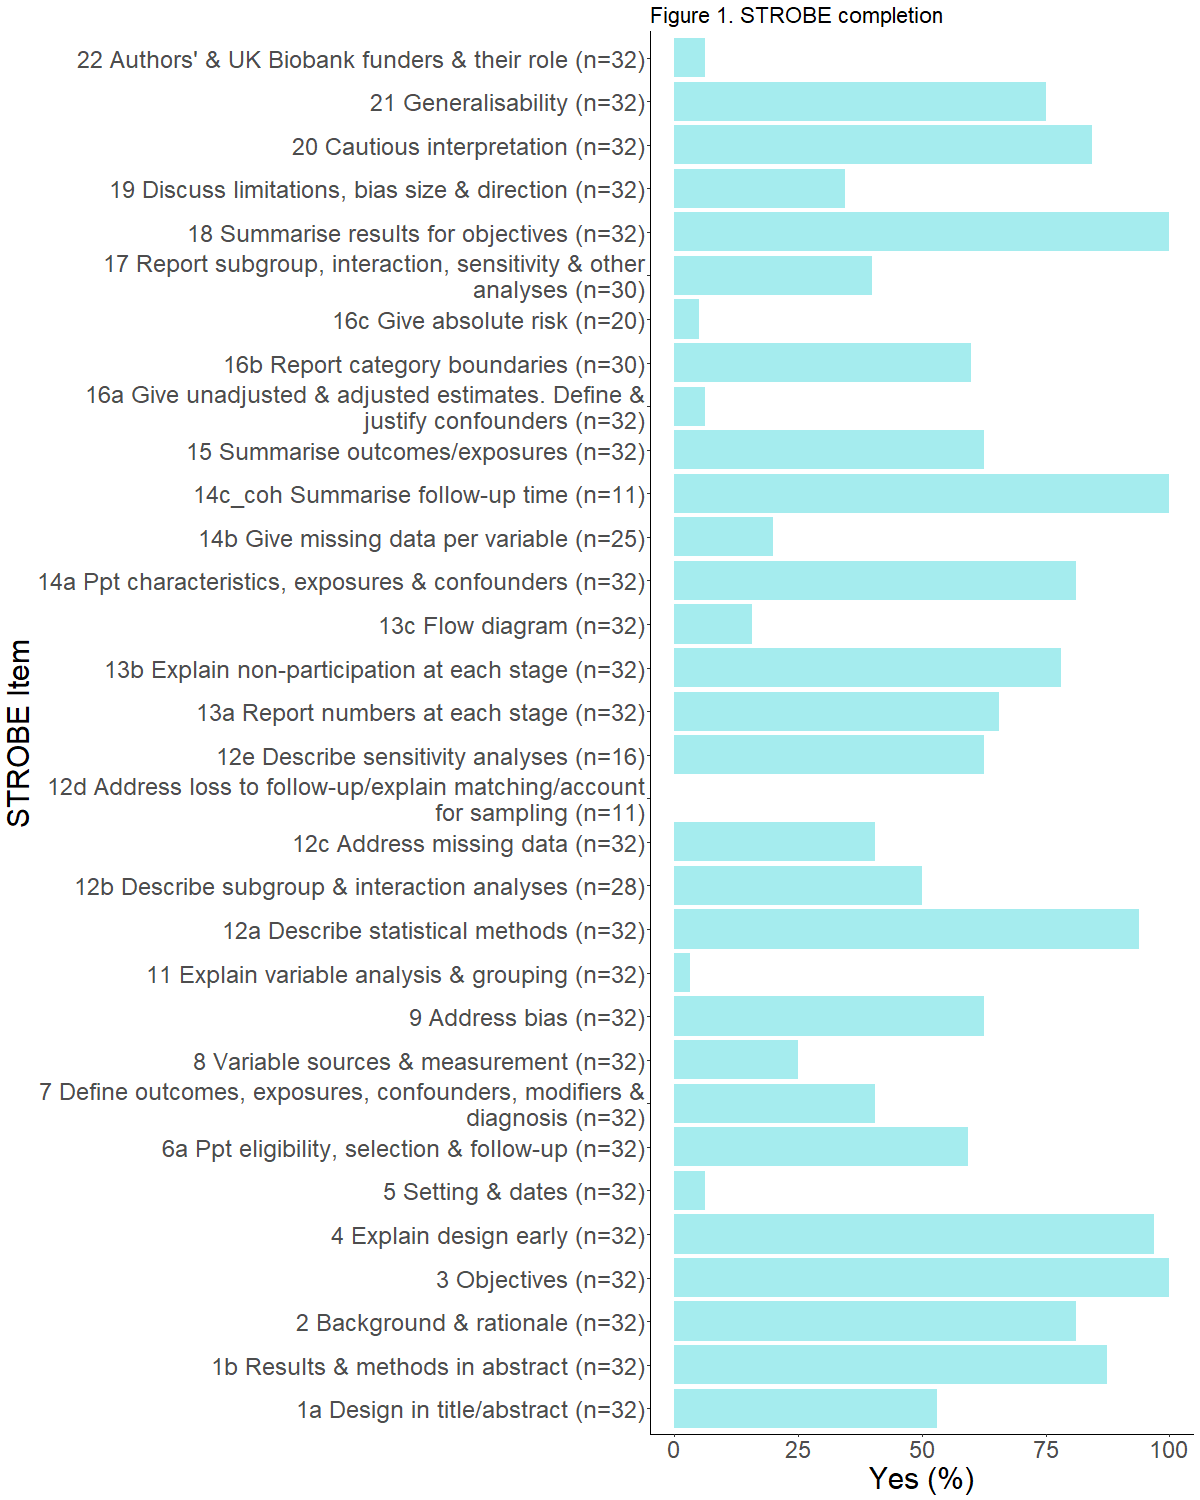 Figure 1. STROBE completion
22 Authors' & UK Biobank funders & their role (n=32)
21 Generalisability (n=32)
20 Cautious interpretation (n=32)
19 Discuss limitations, bias size & direction (n=32)
18 Summarise results for objectives (n=32)
17 Report subgroup, interaction, sensitivity & other
analyses (n=30)
16c Give absolute risk (n=20)
16b Report category boundaries (n=30)
16a Give unadjusted & adjusted estimates. Define &
justify confounders (n=32)
15 Summarise outcomes/exposures (n=32)
14c_coh Summarise follow-up time (n=11)
14b Give missing data per variable (n=25)
14a Ppt characteristics, exposures & confounders (n=32)
13c Flow diagram (n=32)
13b Explain non-participation at each stage (n=32)
13a Report numbers at each stage (n=32)
12e Describe sensitivity analyses (n=16)
12d Address loss to follow-up/explain matching/account
for sampling (n=11)
12c Address missing data (n=32)
12b Describe subgroup & interaction analyses (n=28)
12a Describe statistical methods (n=32)
11 Explain variable analysis & grouping (n=32)
9 Address bias (n=32)
8 Variable sources & measurement (n=32)
7 Define outcomes, exposures, confounders, modifiers &
diagnosis (n=32)
6a Ppt eligibility, selection & follow-up (n=32)
5 Setting & dates (n=32)
4 Explain design early (n=32)
3 Objectives (n=32)
2 Background & rationale (n=32)
1b Results & methods in abstract (n=32)
1a Design in title/abstract (n=32)
STROBE Item
0 25 50 75 100
Yes (%)